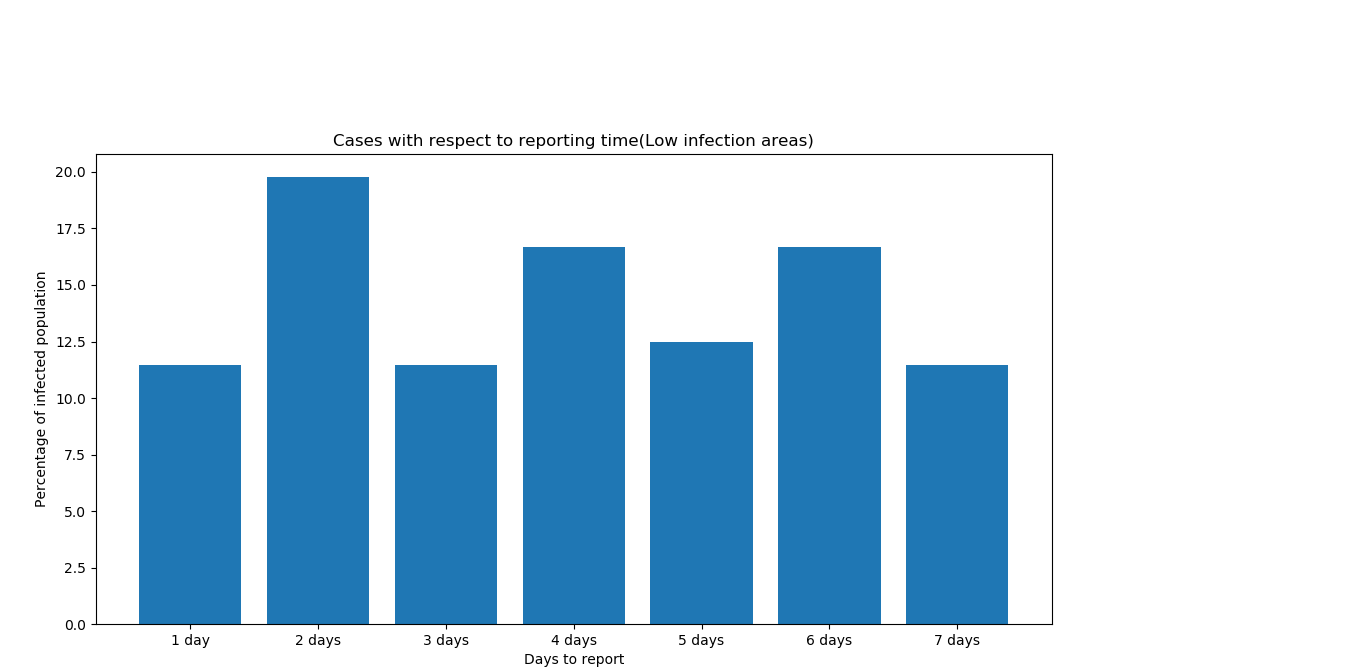 Cases with respect to reporting time(Low infection areas)
20.0
17.5
15.0
12.5
10.0
7.5
5.0
2.5
0.0
Percentage of infected population
1 day 2 days 3 days 4 days 5 days 6 days 7 days
Days to report